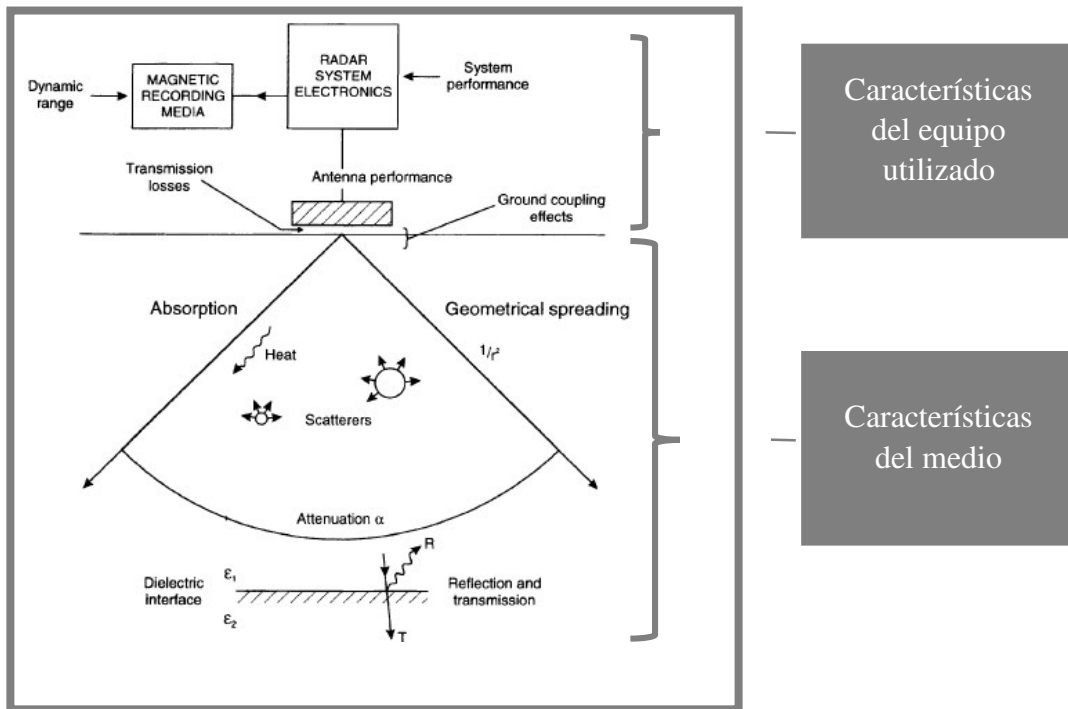 RADAR
SYSTEM
ELECTRONICS
System
performance
MAGNETIC
RECORDING
MEDIA
Dynamic
range
Transmission
losses
Antenna performance
Ground coupling
effects
Absorption
Geometrical spreading
1/r²
Heat
Scatterers
Attenuation α
R
Dielectric
interface
ε₁
ε₂
Reflection and
transmission
T
Características
del equipo
utilizado
Características
del medio